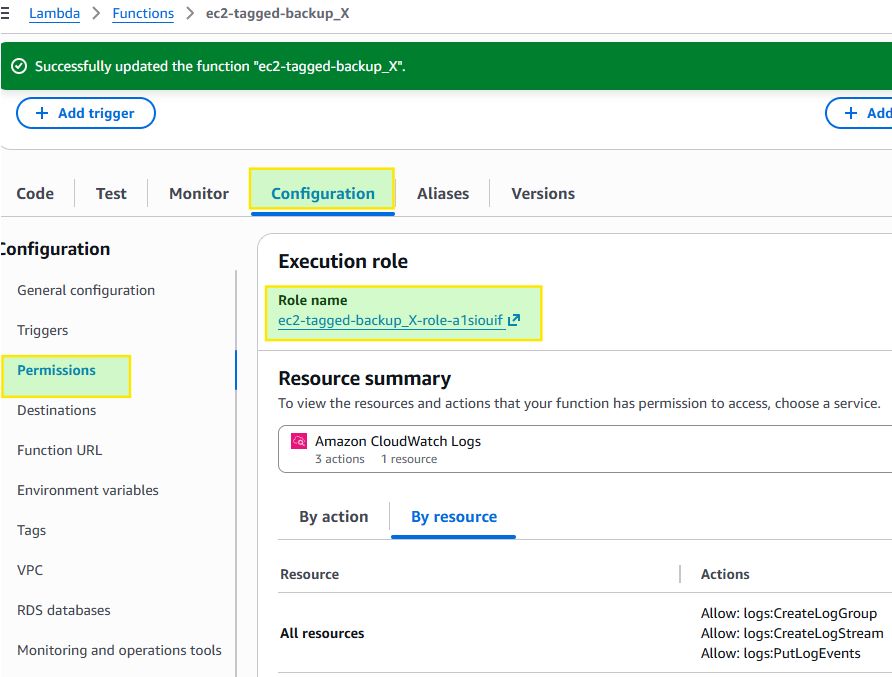 Lambda > Functions > ec2-tagged-backup_X
Successfully updated the function "ec2-tagged-backup_X".
+ Add trigger
+ Add
Code Test Monitor Configuration Aliases Versions
Configuration
General configuration
Triggers
Permissions
Destinations
Function URL
Environment variables
Tags
VPC
RDS databases
Monitoring and operations tools
Execution role
Role name
ec2-tagged-backup_X-role-a1siouif
Resource summary
To view the resources and actions that your function has permission to access, choose a service.
Amazon CloudWatch Logs
3 actions 1 resource
By action By resource
Resource Actions
All resources
Allow: logs:CreateLogGroup
Allow: logs:CreateLogStream
Allow: logs:PutLogEvents